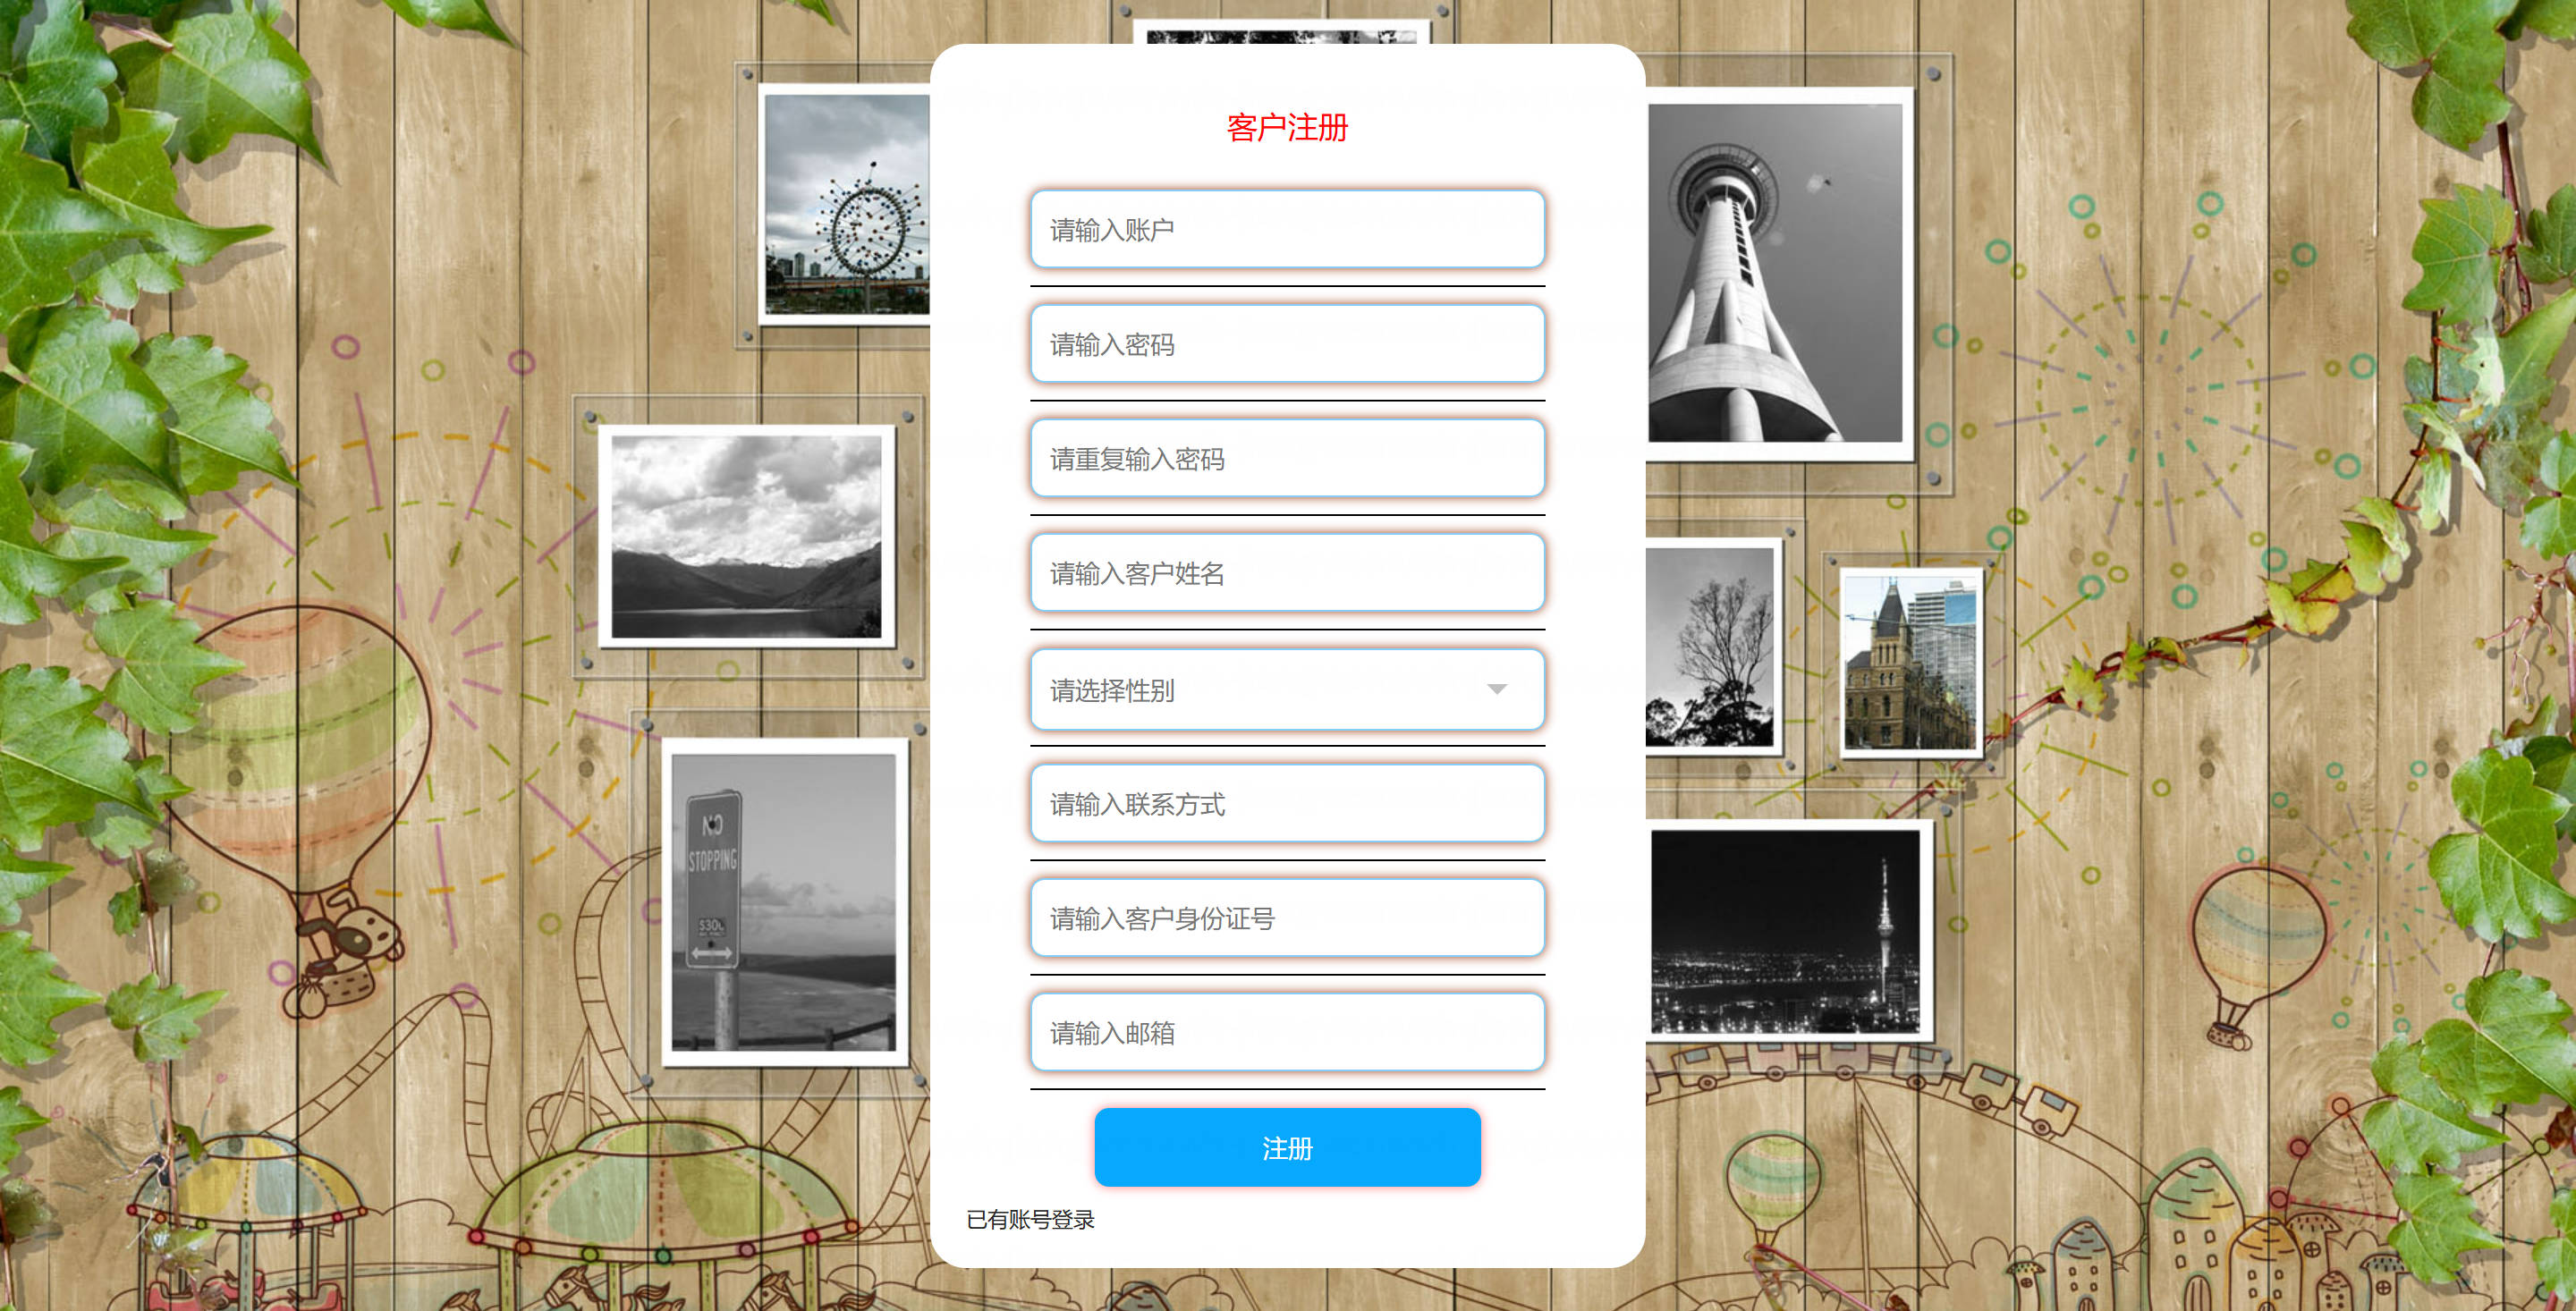 客户注册
请输入账户
请输入密码
请重复输入密码
请输入客户姓名
请选择性别
请输入联系方式
请输入客户身份证号
请输入邮箱
注册
已有账号登录
NO
STOPPING